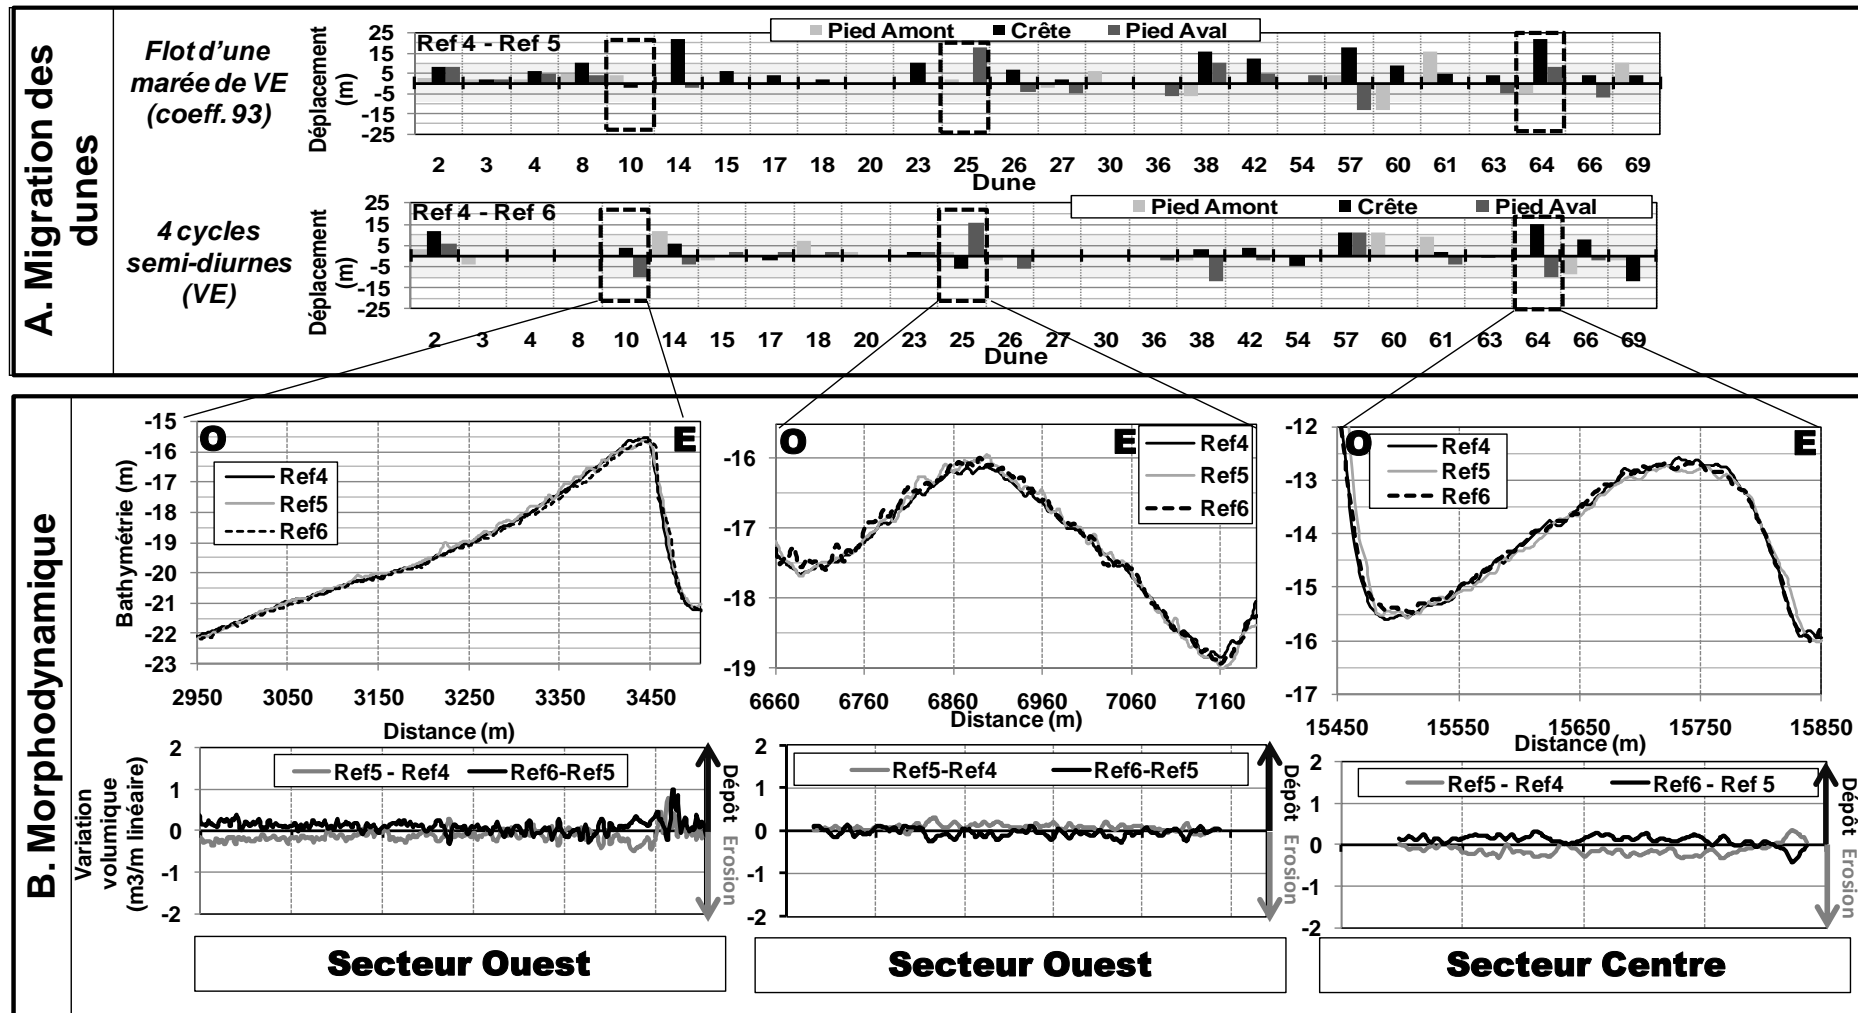 A. Migration des dunes
Flot d'une
marée de VE
(coeff. 93)
Déplacement (m)
25
15
5
-5
-15
-25
Ref 4 - Ref 5
Pied Amont Crête Pied Aval
2 3 4 8 10 14 15 17 18 20 23 25 26 27 30 36 38 42 54 57 60 61 63 64 66 69
Dune
4 cycles
semi-diurnes
(VE)
Déplacement (m)
25
15
5
-5
-15
-25
Ref 4 - Ref 6
Pied Amont Crête Pied Aval
2 3 4 8 10 14 15 17 18 20 23 25 26 27 30 36 38 42 54 57 60 61 63 64 66 69
Dune
B. Morphodynamique
Bathymétrie (m)
-15
-16
-17
-18
-19
-20
-21
-22
-23
O E
Ref4
Ref5
Ref6
2950 3050 3150 3250 3350 3450
Distance (m)
-16
-17
-18
-19
O E
Ref4
Ref5
Ref6
6660 6760 6860 6960 7060 7160
Distance (m)
-12
-13
-14
-15
-16
-17
O E
Ref4
Ref5
Ref6
15450 15550 15650 15750 15850
Distance (m)
Variation
volumique
(m3/m linéaire)
2
1
0
-1
-2
Ref5 - Ref4 Ref6-Ref5
Dépôt
Erosion
2
1
0
-1
-2
Ref5-Ref4 Ref6-Ref5
Dépôt
Erosion
2
1
0
-1
-2
Ref5 - Ref4 Ref6 - Ref 5
Dépôt
Erosion
Secteur Ouest
Secteur Ouest
Secteur Centre